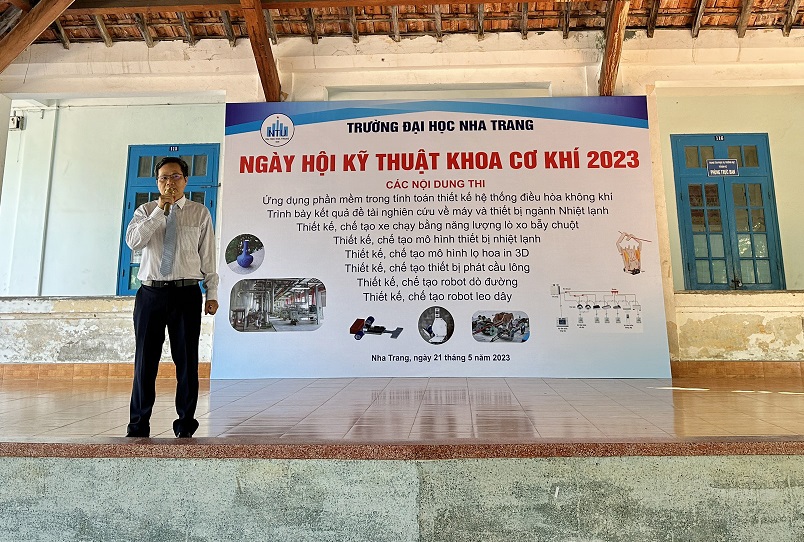 NTU
TRƯỜNG ĐẠI HỌC NHA TRANG
NGÀY HỘI KỸ THUẬT KHOA CƠ KHÍ 2023
CÁC NỘI DUNG THI
Ứng dụng phần mềm trong tính toán thiết kế hệ thống điều hòa không khí
Trình bày kết quả đề tài nghiên cứu về máy và thiết bị ngành Nhiệt lạnh
Thiết kế, chế tạo xe chạy bằng năng lượng lò xo bẫy chuột
Thiết kế, chế tạo mô hình thiết bị nhiệt lạnh
Thiết kế, chế tạo mô hình lọ hoa in 3D
Thiết kế, chế tạo thiết bị phát cầu lông
Thiết kế, chế tạo robot dò đường
Thiết kế, chế tạo robot leo dây
Nha Trang, ngày 21 tháng 5 năm 2023
116
PHÒNG TRỰC BAN